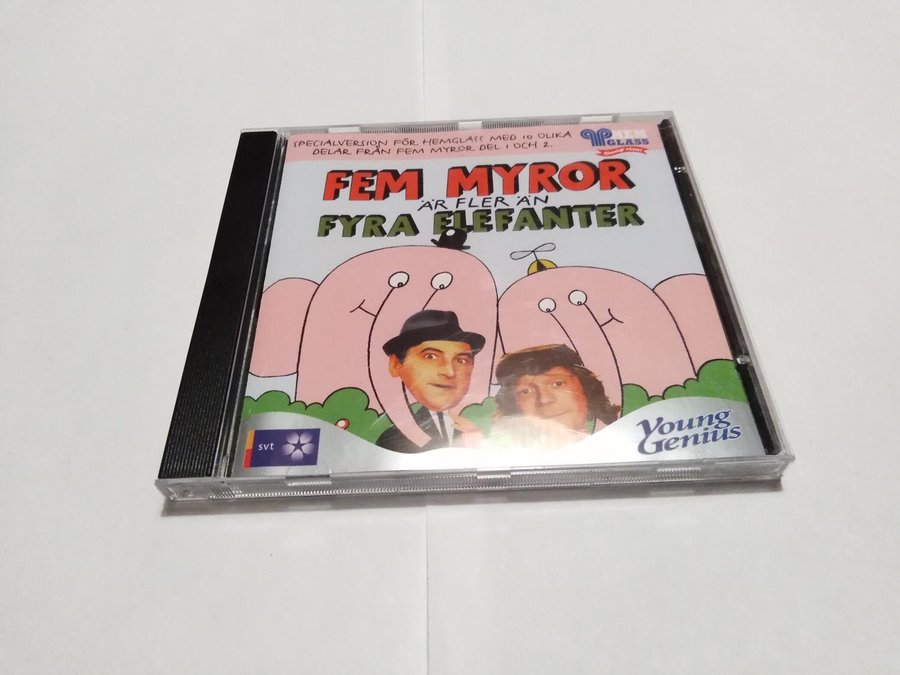 SPECIALVERSION FÖR HEMGLASS MED 10 OLIKA
DELAR FRÅN FEM MYROR DEL 1 OCH 2.
HEM
GLASS
FEM MYROR
ÄR FLER ÄN
FYRA ELEFANTER
svt
Young
Genius